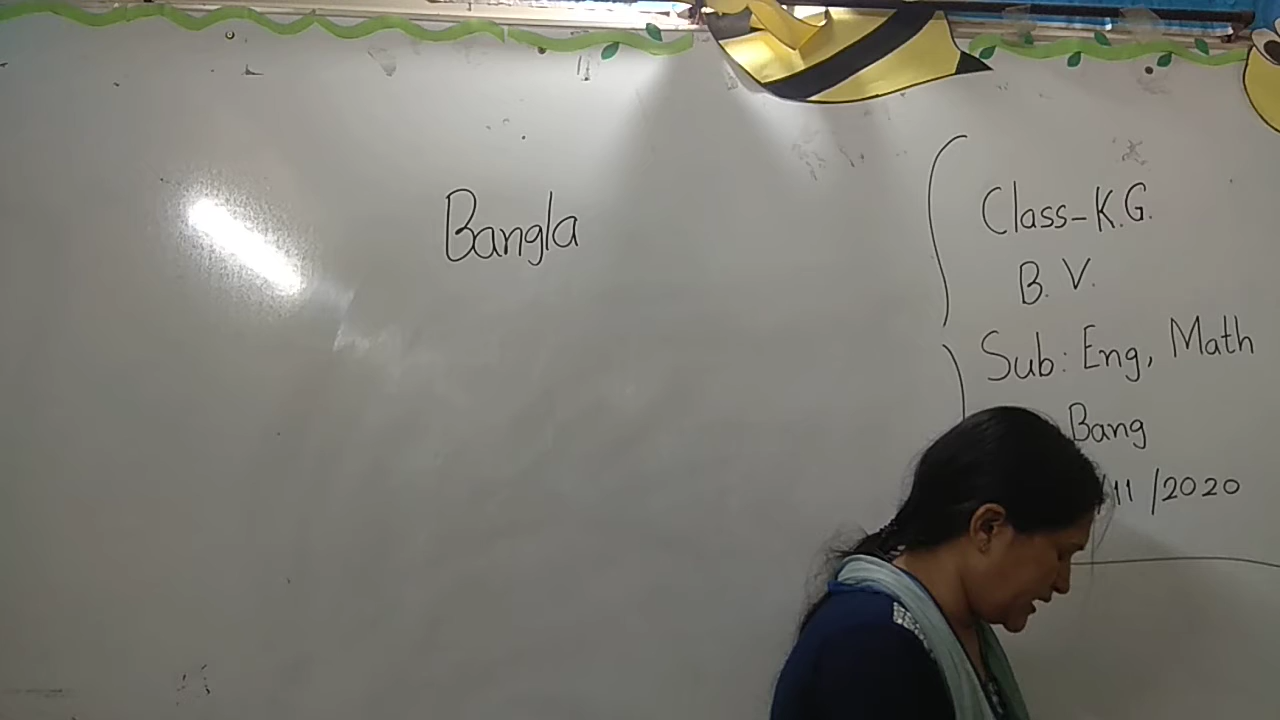 Bangla
Class-K.G.
B.V.
Sub: Eng, Math
Bang
/11/2020